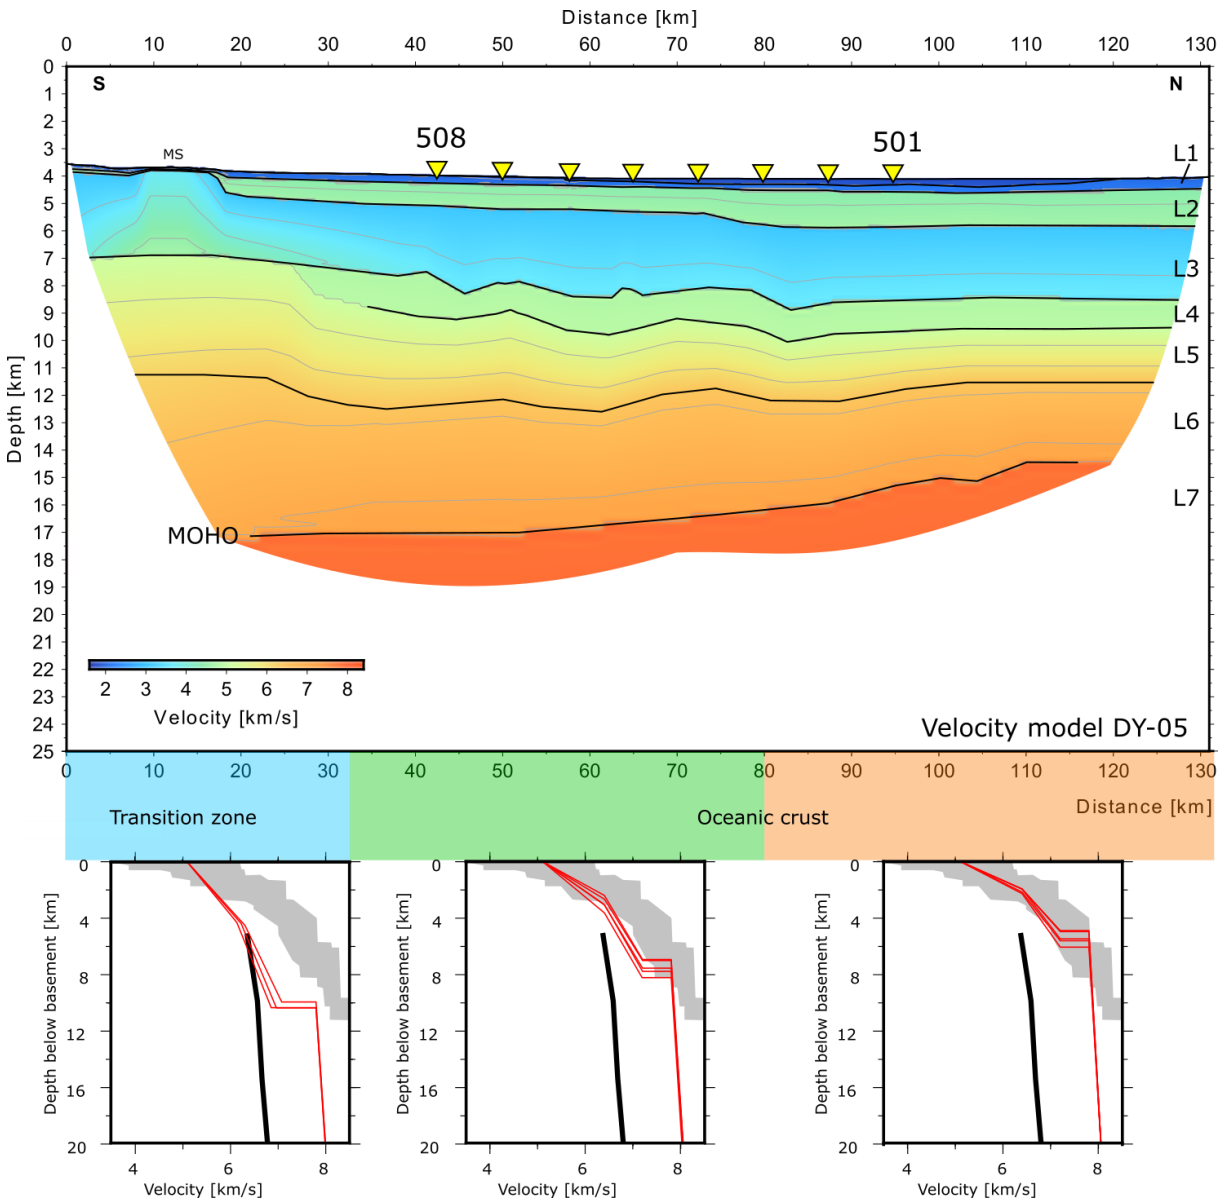 Distance [km]
0 10 20 30 40 50 60 70 80 90 100 110 120 130
S
N
508
501
MS
L1
L2
L3
L4
L5
L6
L7
MOHO
Depth [km]
0
1
2
3
4
5
6
7
8
9
10
11
12
13
14
15
16
17
18
19
20
21
22
23
24
25
2 3 4 5 6 7 8
Velocity [km/s]
Velocity model DY-05
0 10 20 30 40 50 60 70 80 90 100 110 120 130
Distance [km]
Transition zone
Oceanic crust
Depth below basement [km]
0
4
8
12
16
20
4 6 8
Velocity [km/s]
Depth below basement [km]
0
4
8
12
16
20
4 6 8
Velocity [km/s]
Depth below basement [km]
0
4
8
12
16
20
4 6 8
Velocity [km/s]